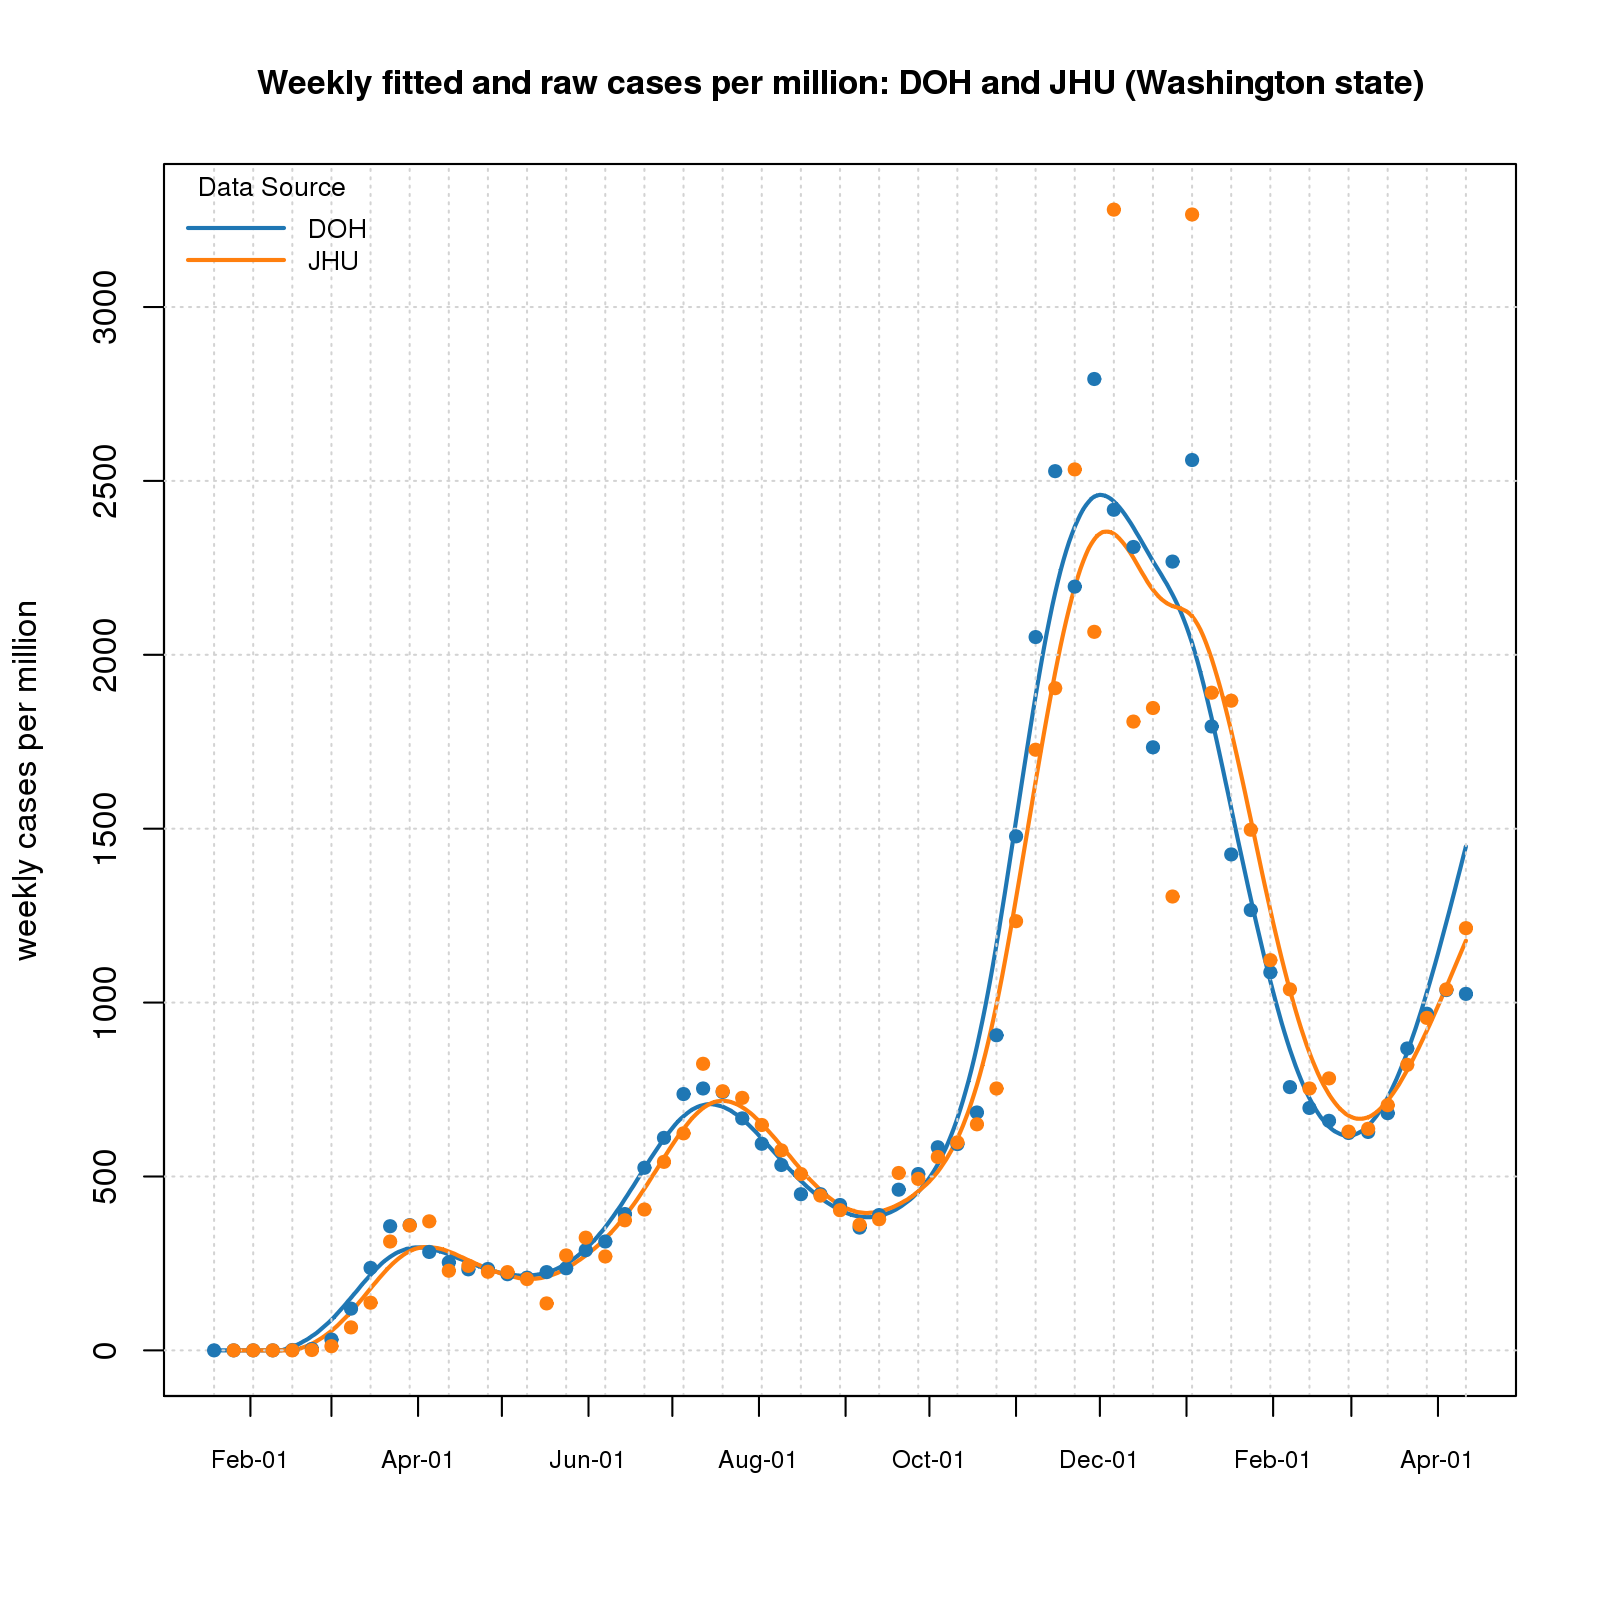 Weekly fitted and raw cases per million: DOH and JHU (Washington state)
Data Source
DOH
JHU
weekly cases per million
3000
2500
2000
1500
1000
500
0
Feb-01 Apr-01 Jun-01 Aug-01 Oct-01 Dec-01 Feb-01 Apr-01